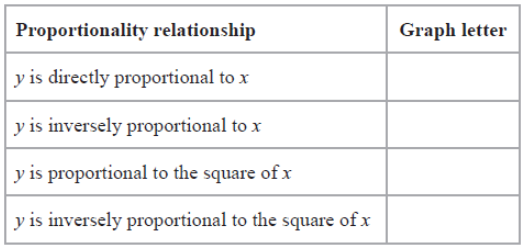 Proportionality relationship Graph letter
y is directly proportional to x
y is inversely proportional to x
y is proportional to the square of x
y is inversely proportional to the square of x